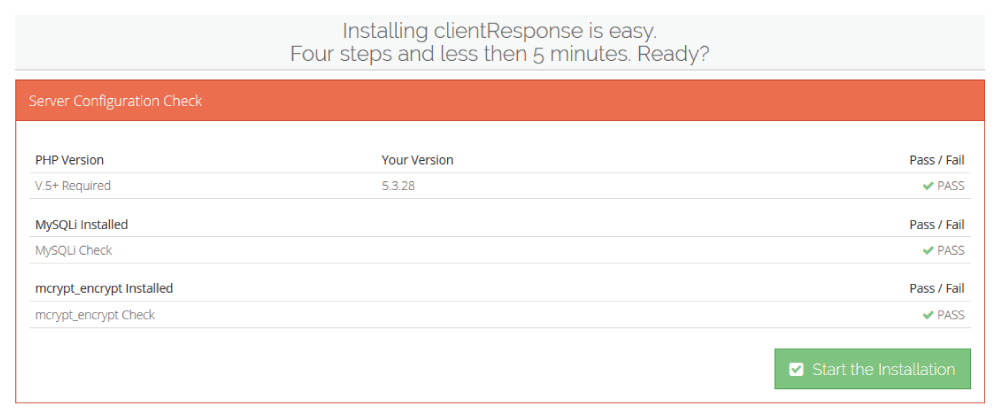 Installing clientResponse is easy.
Four steps and less then 5 minutes. Ready?
Server Configuration Check
PHP Version Your Version Pass / Fail
V.5+ Required 5.3.28 PASS
MySQLi Installed Pass / Fail
MySQLi Check PASS
mcrypt_encrypt Installed Pass / Fail
mcrypt_encrypt Check PASS
Start the Installation